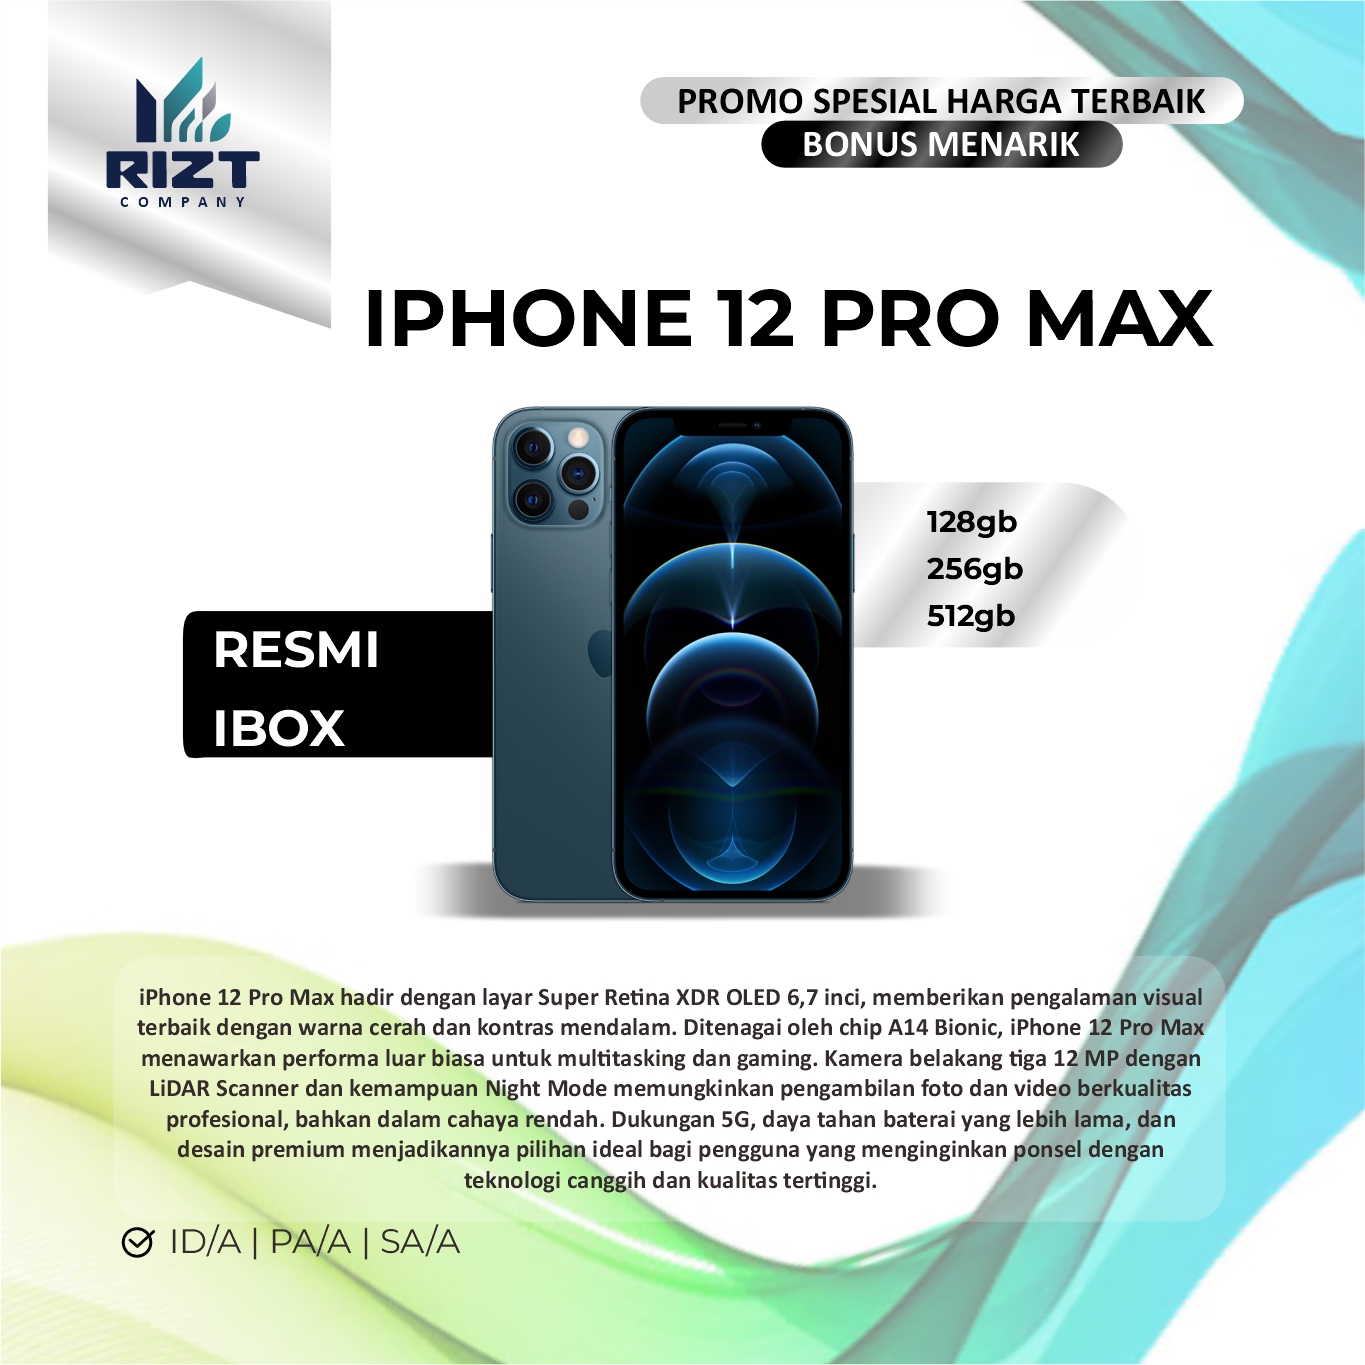 RIZT
COMPANY
PROMO SPESIAL HARGA TERBAIK
BONUS MENARIK
IPHONE 12 PRO MAX
128gb
256gb
512gb
RESMI
IBOX
iPhone 12 Pro Max hadir dengan layar Super Retina XDR OLED 6,7 inci, memberikan pengalaman visual
terbaik dengan warna cerah dan kontras mendalam. Ditenagai oleh chip A14 Bionic, iPhone 12 Pro Max
menawarkan performa luar biasa untuk multitasking dan gaming. Kamera belakang tiga 12 MP dengan
LiDAR Scanner dan kemampuan Night Mode memungkinkan pengambilan foto dan video berkualitas
profesional, bahkan dalam cahaya rendah. Dukungan 5G, daya tahan baterai yang lebih lama, dan
desain premium menjadikannya pilihan ideal bagi pengguna yang menginginkan ponsel dengan
teknologi canggih dan kualitas tertinggi.
ID/A | PA/A | SA/A